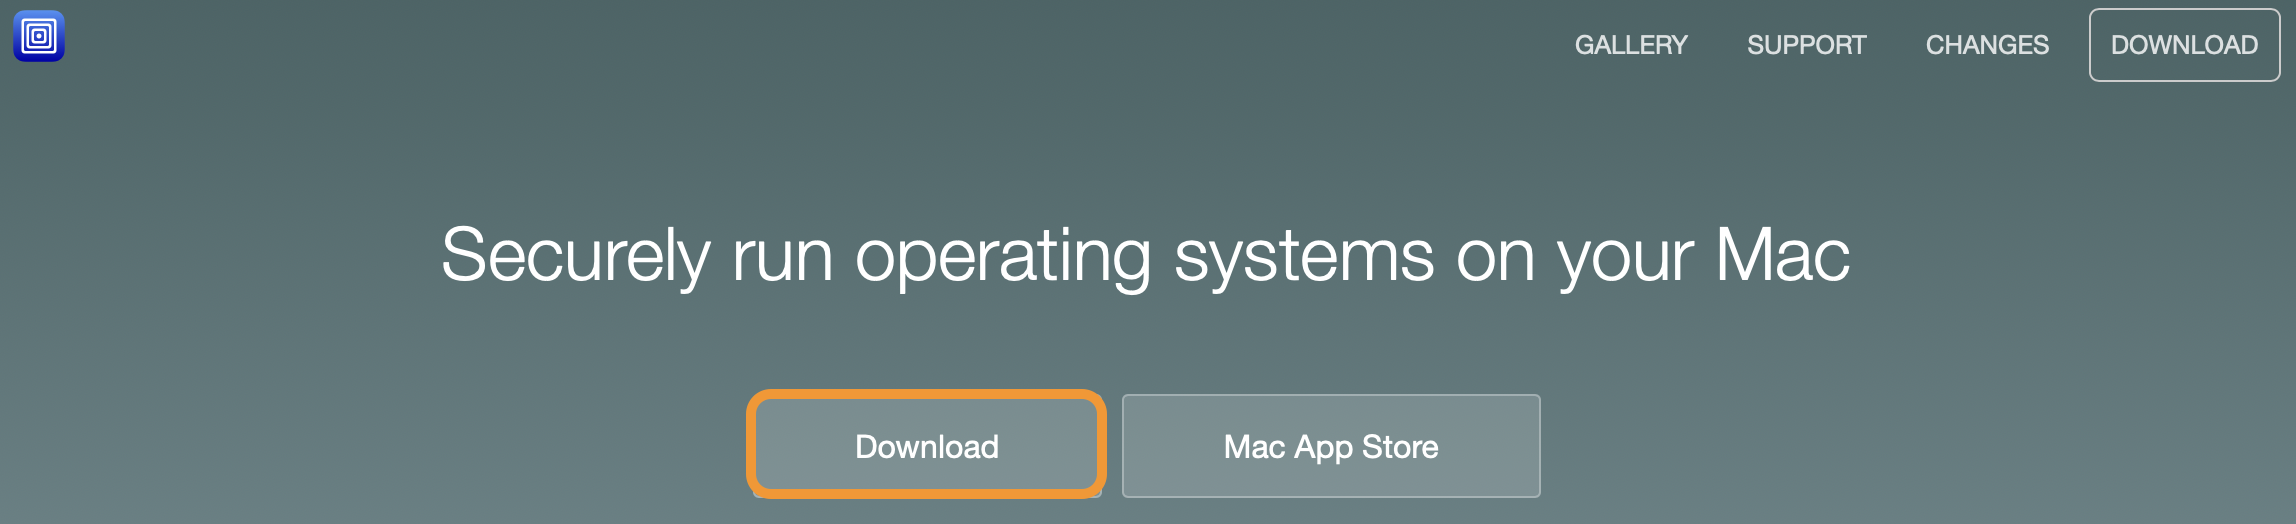 GALLERY SUPPORT CHANGES DOWNLOAD
Securely run operating systems on your Mac
Download Mac App Store